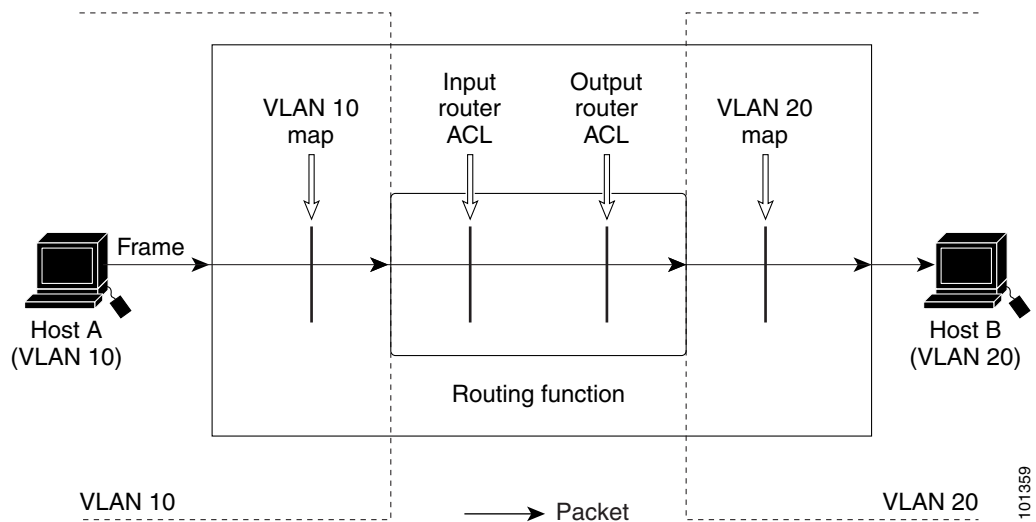 VLAN 10
map
Input
router
ACL
Output
router
ACL
VLAN 20
map
Frame
Host A
(VLAN 10)
Host B
(VLAN 20)
Routing function
VLAN 10
Packet
VLAN 20
101359